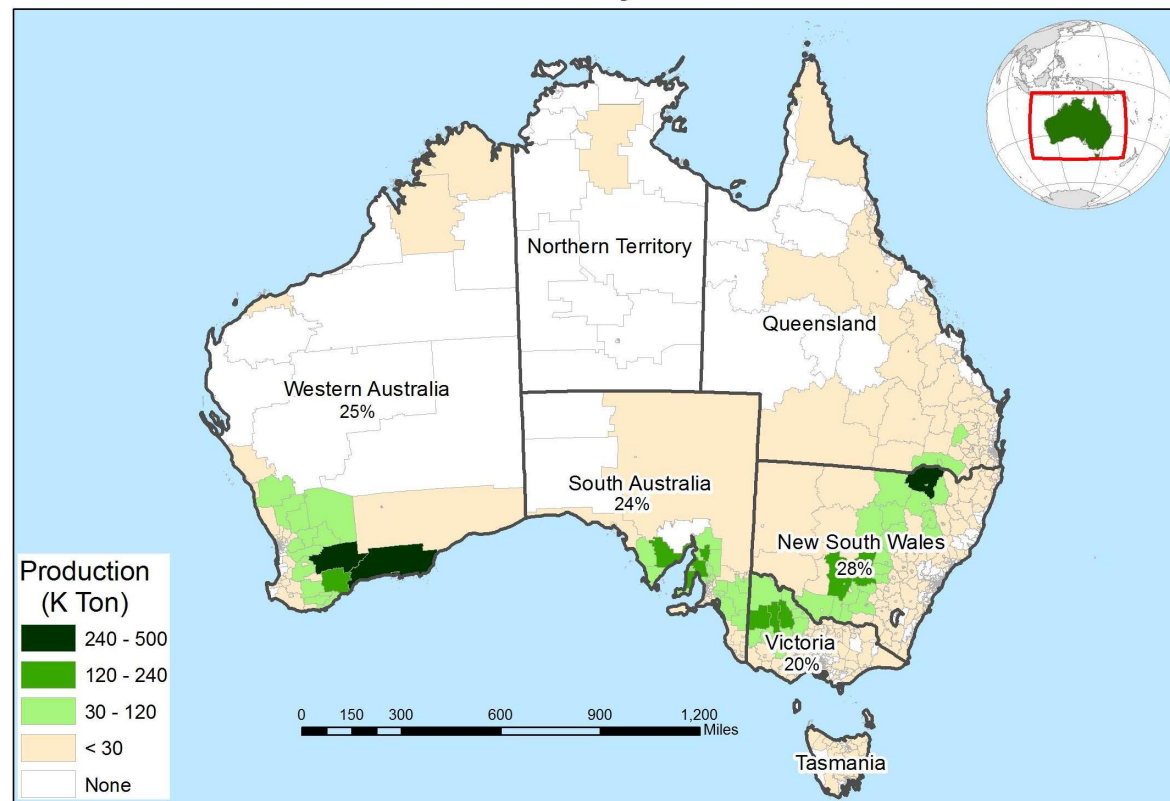 Northern Territory
Queensland
Western Australia
25%
South Australia
24%
New South Wales
28%
Victoria
20%
Tasmania
Production
(K Ton)
240 - 500
120 - 240
30 - 120
< 30
None
0 150 300 600 900 1,200
Miles